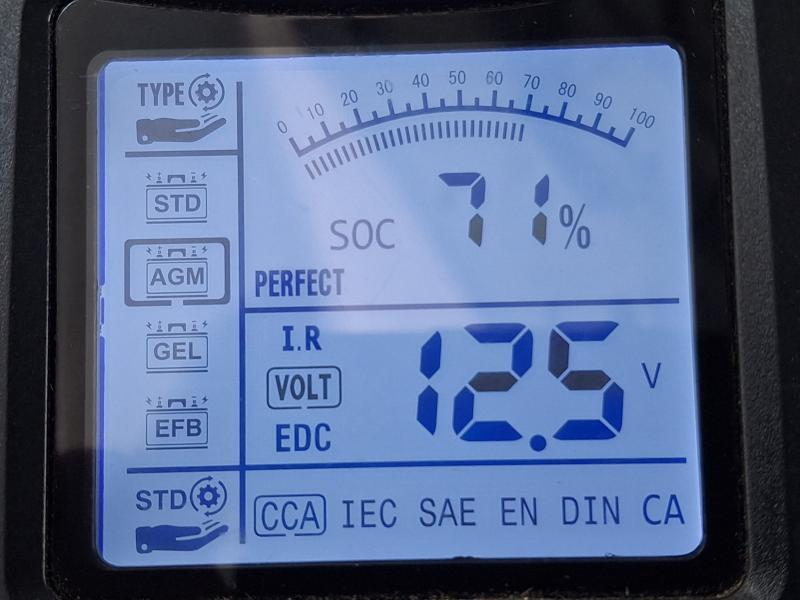 TYPE
0 10 20 30 40 50 60 70 80 90 100
STD
AGM
GEL
EFB
SOC 71%
PERFECT
I.R
VOLT
EDC
12.5 V
STD
CCA IEC SAE EN DIN CA